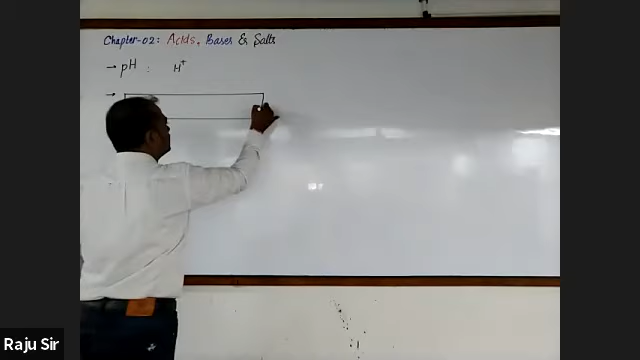 Chapter-02: Acids, Bases & Salts
→ pH : H⁺
→
Raju Sir